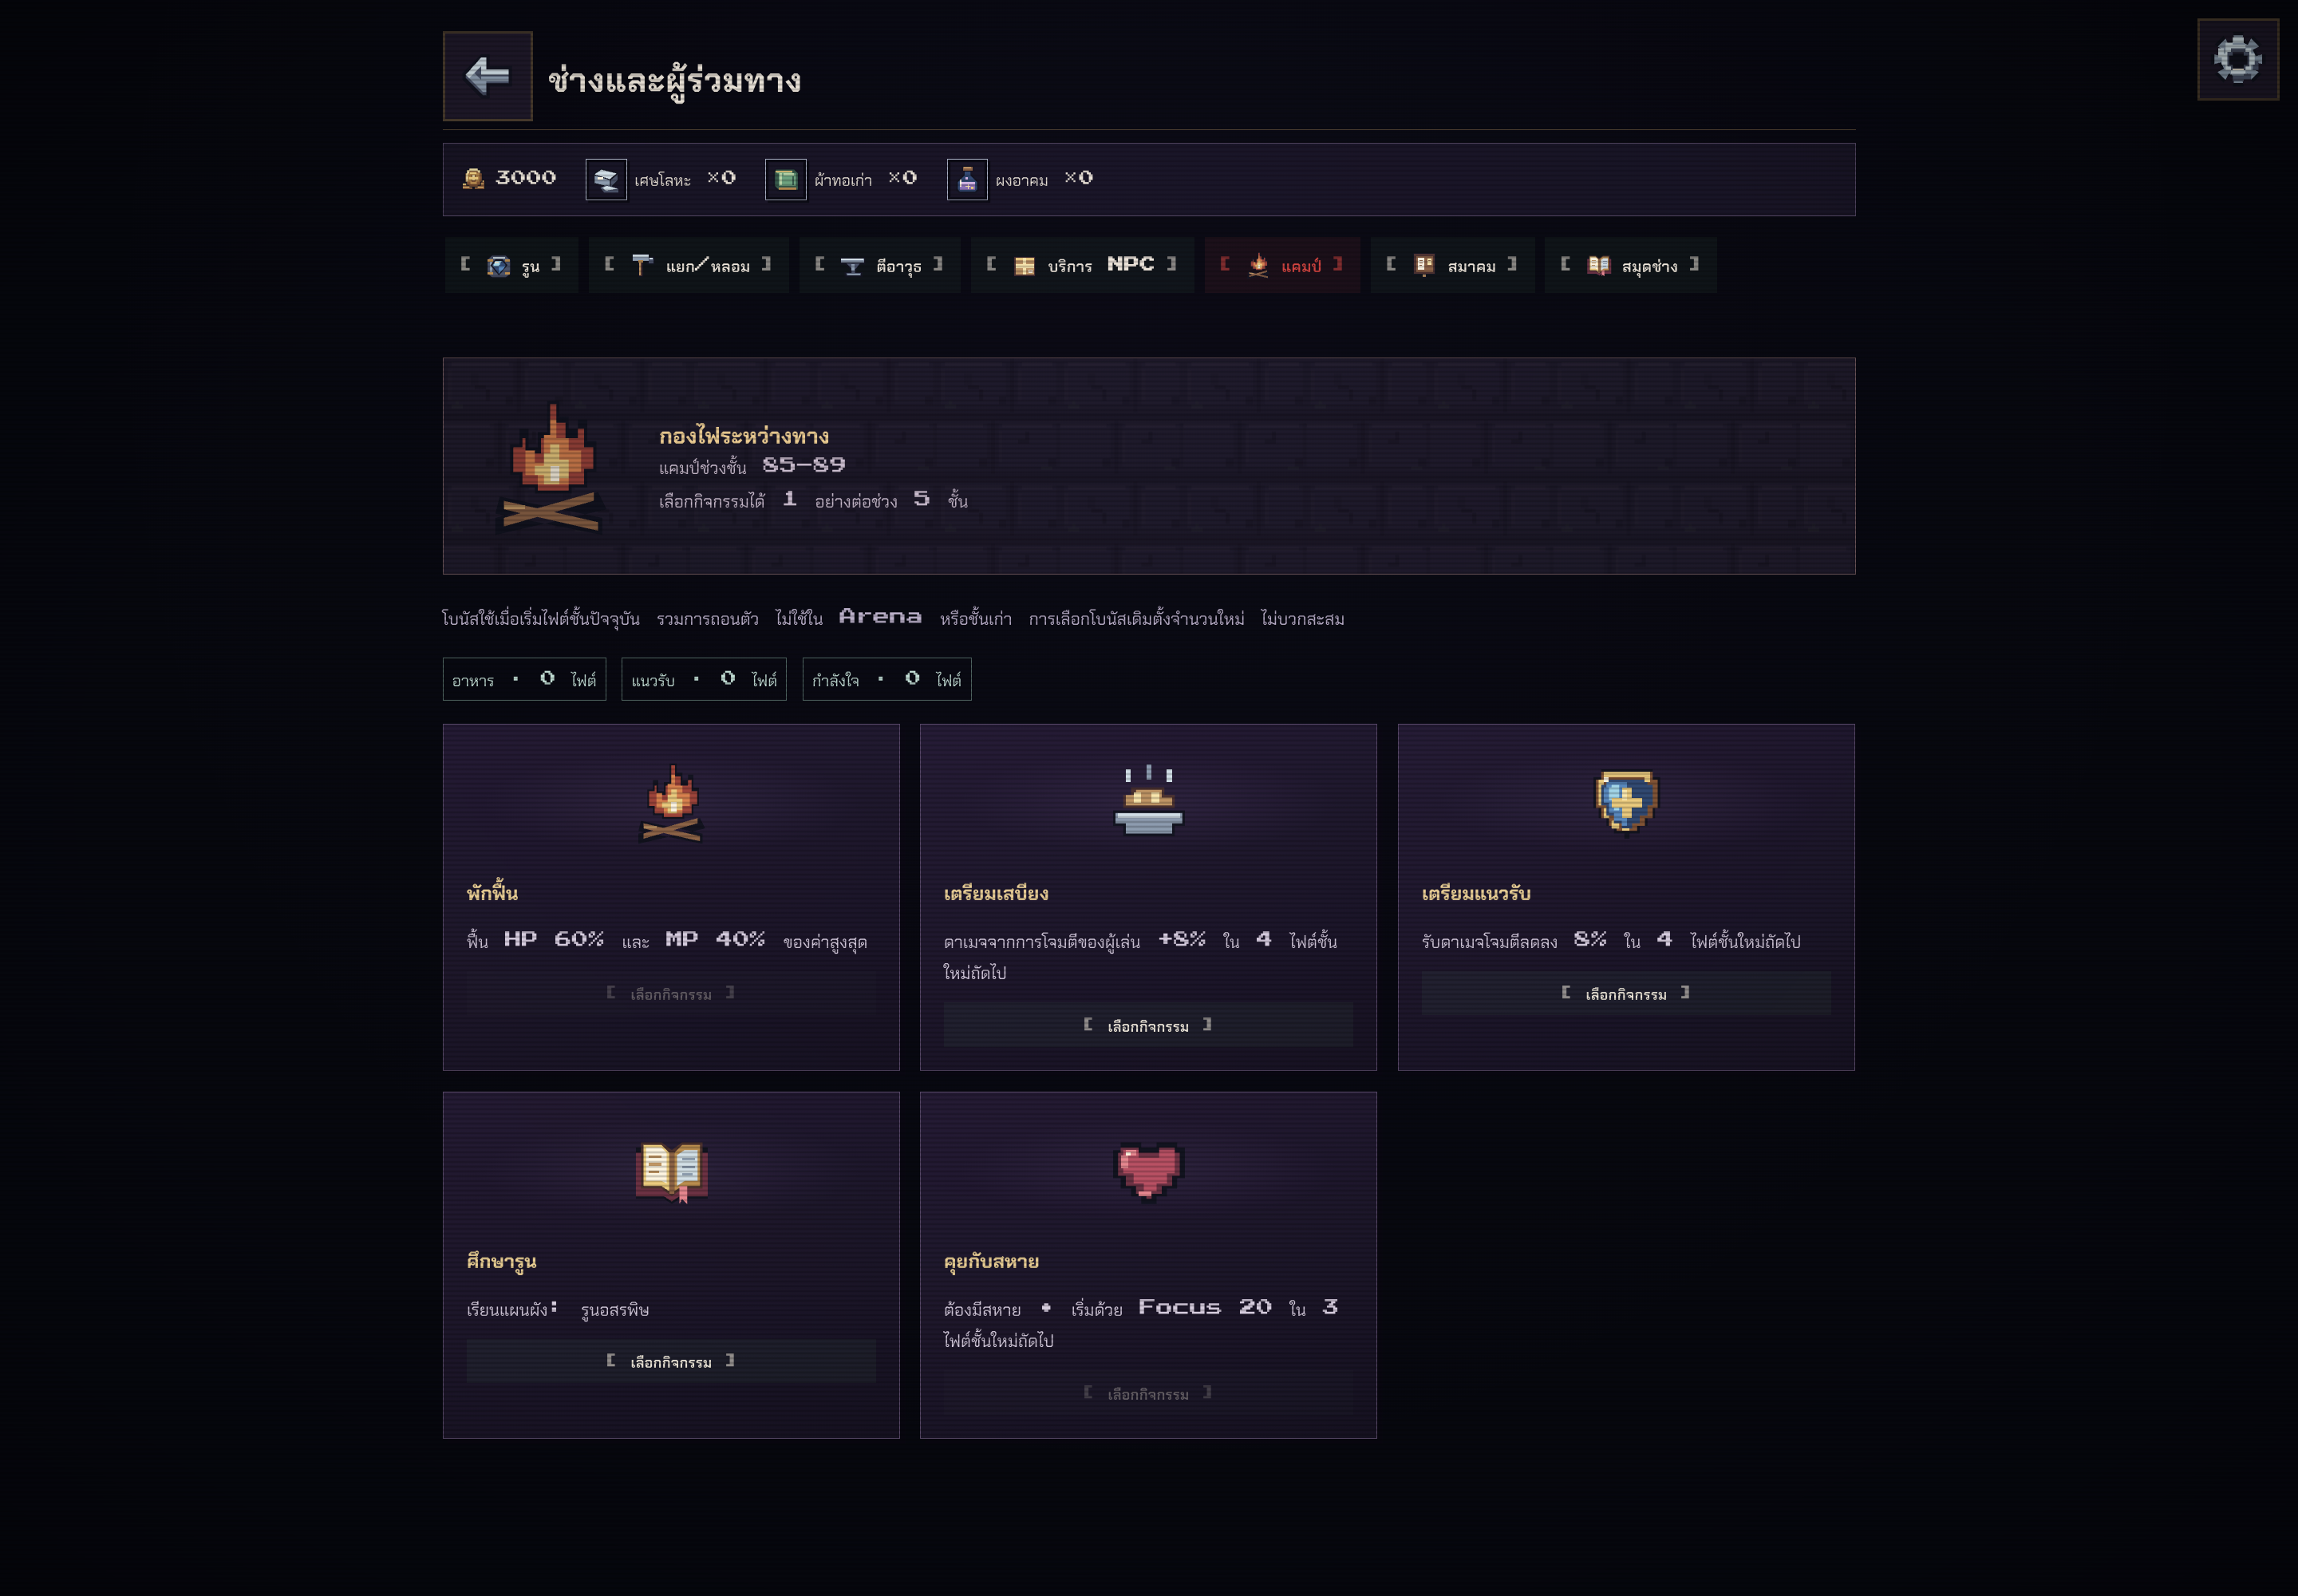 ช่างและผู้ร่วมทาง
3000 เศษโลหะ ×0 ผ้าทอเก่า ×0 ผงอาคม ×0
[ รูน ] [ แยก/หลอม ] [ ตีอาวุธ ] [ บริการ NPC ] [ แคมป์ ] [ สมาคม ] [ สมุดช่าง ]
กองไฟระหว่างทาง
แคมป์ช่วงชั้น 85–89
เลือกกิจกรรมได้ 1 อย่างต่อช่วง 5 ชั้น
โบนัสใช้เมื่อเริ่มไฟต์ชั้นปัจจุบัน รวมการถอนตัว ไม่ใช้ใน Arena หรือชั้นเก่า การเลือกโบนัสเดิมตั้งจำนวนใหม่ ไม่บวกสะสม
อาหาร · 0 ไฟต์ แนวรับ · 0 ไฟต์ กำลังใจ · 0 ไฟต์
พักฟื้น
ฟื้น HP 60% และ MP 40% ของค่าสูงสุด
[ เลือกกิจกรรม ]
เตรียมเสบียง
ดาเมจจากการโจมตีของผู้เล่น +8% ใน 4 ไฟต์ชั้น
ใหม่ถัดไป
[ เลือกกิจกรรม ]
เตรียมแนวรับ
รับดาเมจโจมตีลดลง 8% ใน 4 ไฟต์ชั้นใหม่ถัดไป
[ เลือกกิจกรรม ]
ศึกษารูน
เรียนแผนผัง: รูนอสรพิษ
[ เลือกกิจกรรม ]
คุยกับสหาย
ต้องมีสหาย • เริ่มด้วย Focus 20 ใน 3
ไฟต์ชั้นใหม่ถัดไป
[ เลือกกิจกรรม ]